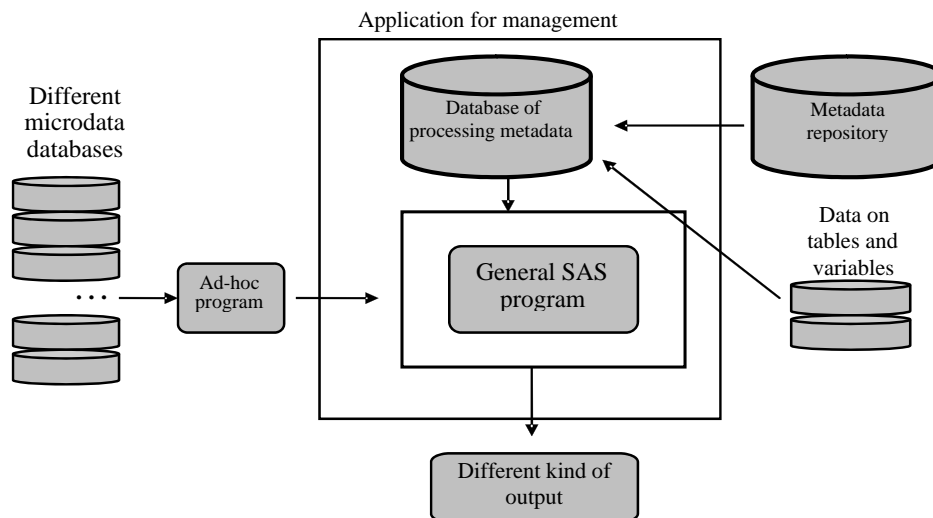 Application for management
Different
microdata
databases
Database of
processing metadata
Metadata
repository
Data on
tables and
variables
General SAS
program
Ad-hoc
program
...
Different kind of
output